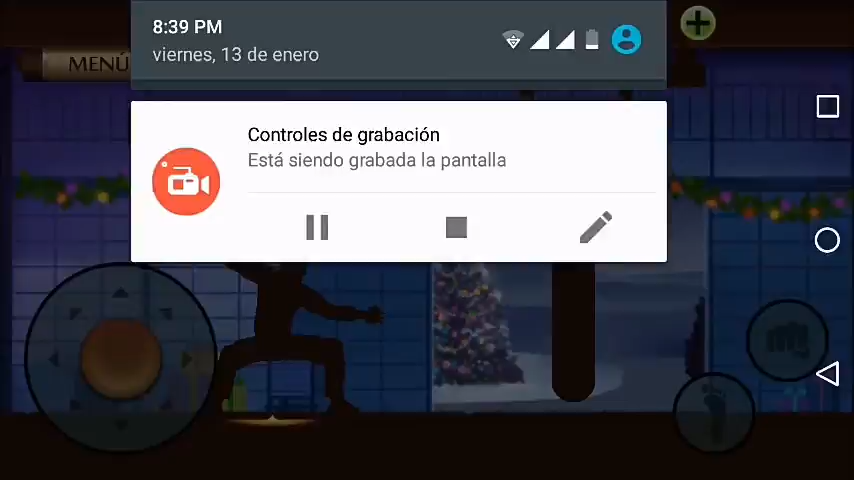 8:39 PM
viernes, 13 de enero
MENÚ
Controles de grabación
Está siendo grabada la pantalla